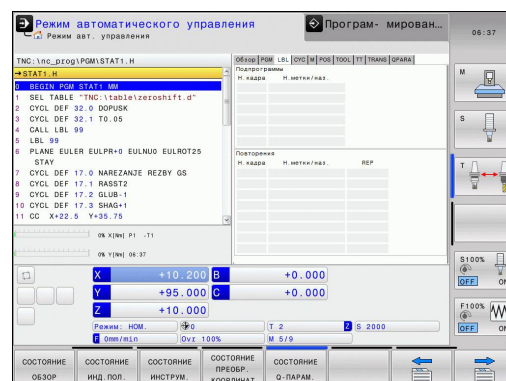 Режим автоматического управления
Режим авт. управления
Програм- мирован...
06:37
TNC:\nc_prog\PGM\STAT1.H
→STAT1.H
0 BEGIN PGM STAT1 MM
1 SEL TABLE "TNC:\table\zeroshift.d"
2 CYCL DEF 32.0 DOPUSK
3 CYCL DEF 32.1 T0.05
4 CALL LBL 99
5 LBL 99
6 PLANE EULER EULPR+0 EULNU0 EULROT25
STAY
7 CYCL DEF 17.0 NAREZANJE REZBY GS
8 CYCL DEF 17.1 RASST2
9 CYCL DEF 17.2 GLUB-1
10 CYCL DEF 17.3 SHAG+1
11 CC X+22.5 Y+35.75
Обзор PGM LBL CYC M POS TOOL TT TRANS QPARA
Подпрограммы
Н.кадра Н.метки/наз.
Повторения
Н.кадра Н.метки/наз. REP
0% X[Nm] P1 -T1
0% Y[Nm] 06:37
X +10.200 B +0.000
Y +95.000 C +0.000
Z +10.000
Режим: НОМ. 0 T 2 Z S 2000
F 0mm/min Ovr 100% M 5/9
M
S
T
S100%
OFF ON
F100%
OFF ON
СОСТОЯНИЕ ОБЗОР
СОСТОЯНИЕ ИНД.ПОЛ.
СОСТОЯНИЕ ИНСТРУМ.
СОСТОЯНИЕ ПРЕОБР. КООРДИНАТ
СОСТОЯНИЕ Q-ПАРАМ.